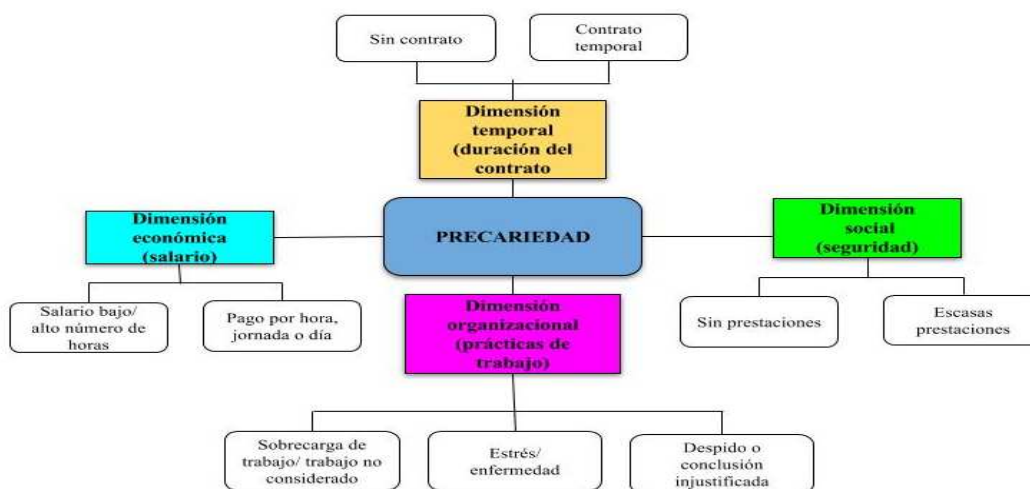 Sin contrato
Contrato
temporal
Dimensión
temporal
(duración del
contrato
Dimensión
económica
(salario)
PRECARIEDAD
Dimensión
social
(seguridad)
Salario bajo/
alto número de
horas
Pago por hora,
jornada o día
Dimensión
organizacional
(prácticas de
trabajo)
Sin prestaciones
Escasas
prestaciones
Sobrecarga de
trabajo/ trabajo no
considerado
Estrés/
enfermedad
Despido o
conclusión
injustificada